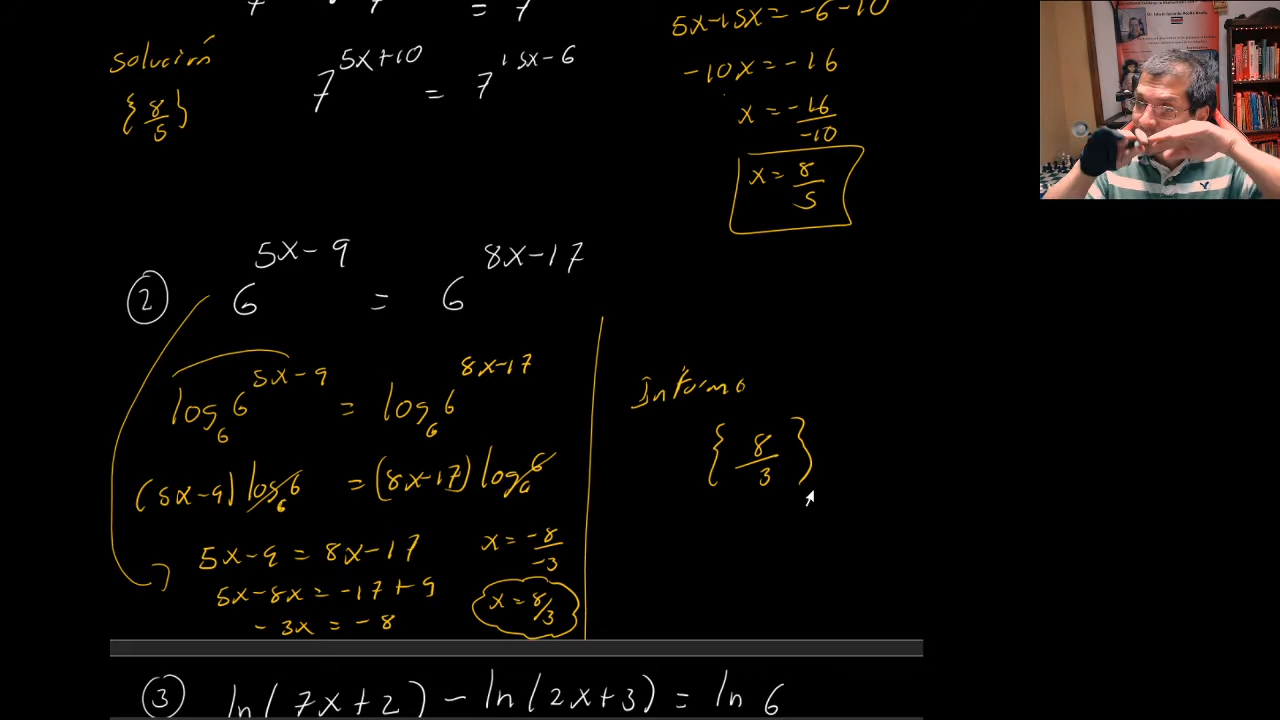 7 7 = 7
Solución
{8/5}
7^{5x+10} = 7^{15x-6}
5x-15x = -6-10
-10x = -16
x = -16/-10
x = 8/5
② 6^{5x-9} = 6^{8x-17}
log_6 6^{5x-9} = log_6 6^{8x-17}
(5x-9) log_6 6 = (8x-17) log_6 6
5x-9 = 8x-17
5x-8x = -17+9
-3x = -8
x = -8/-3
x = 8/3
Informo
{8/3}
③ ln(7x+2) - ln(2x+3) = ln 6